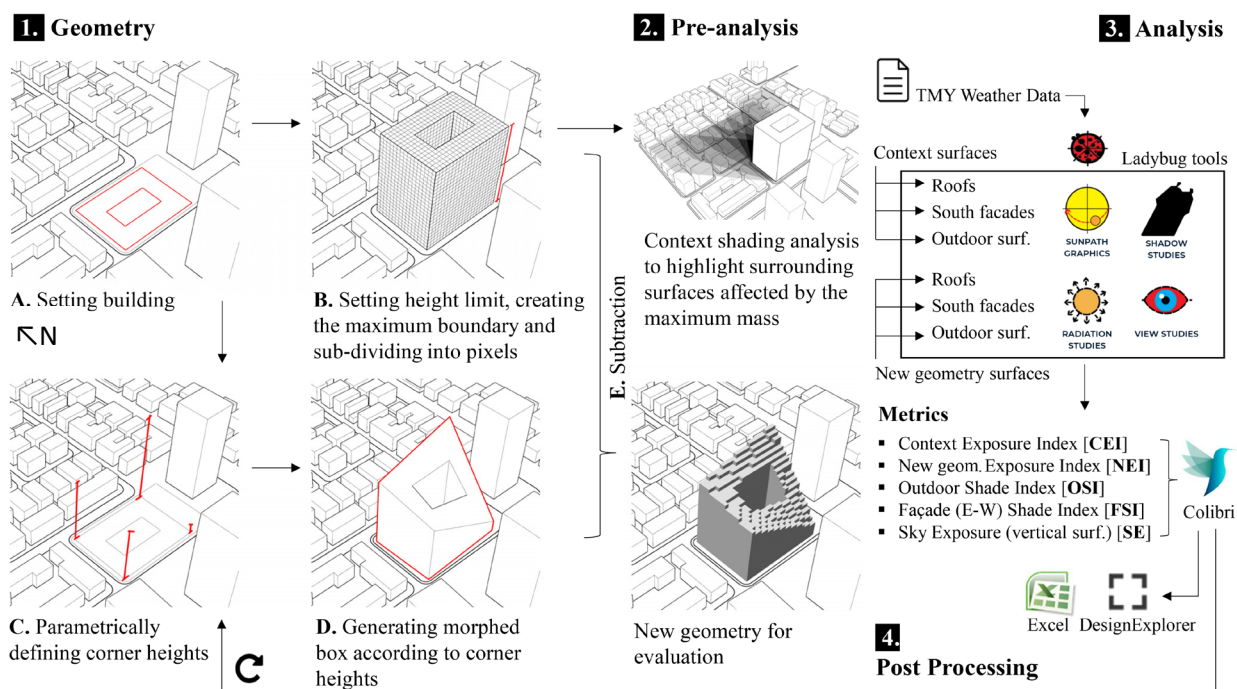 1. Geometry
A. Setting building
N
B. Setting height limit, creating
the maximum boundary and
sub-dividing into pixels
C. Parametrically
defining corner heights
D. Generating morphed
box according to corner
heights
E. Subtraction
2. Pre-analysis
Context shading analysis
to highlight surrounding
surfaces affected by the
maximum mass
New geometry for
evaluation
3. Analysis
TMY Weather Data
Context surfaces
Ladybug tools
Roofs
South facades
Outdoor surf.
SUNPATH
GRAPHICS
SHADOW
STUDIES
Roofs
South facades
Outdoor surf.
RADIATION
STUDIES
VIEW STUDIES
New geometry surfaces
Metrics
▪ Context Exposure Index [CEI]
▪ New geom. Exposure Index [NEI]
▪ Outdoor Shade Index [OSI]
▪ Façade (E-W) Shade Index [FSI]
▪ Sky Exposure (vertical surf.) [SE]
Colibri
X
Excel
DesignExplorer
4.
Post Processing